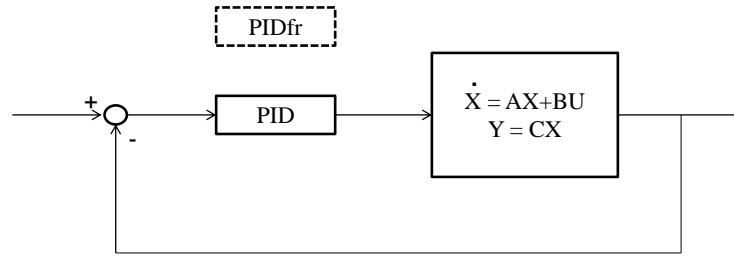 PIDfr
+
PID
Ẋ = AX+BU
Y = CX
-